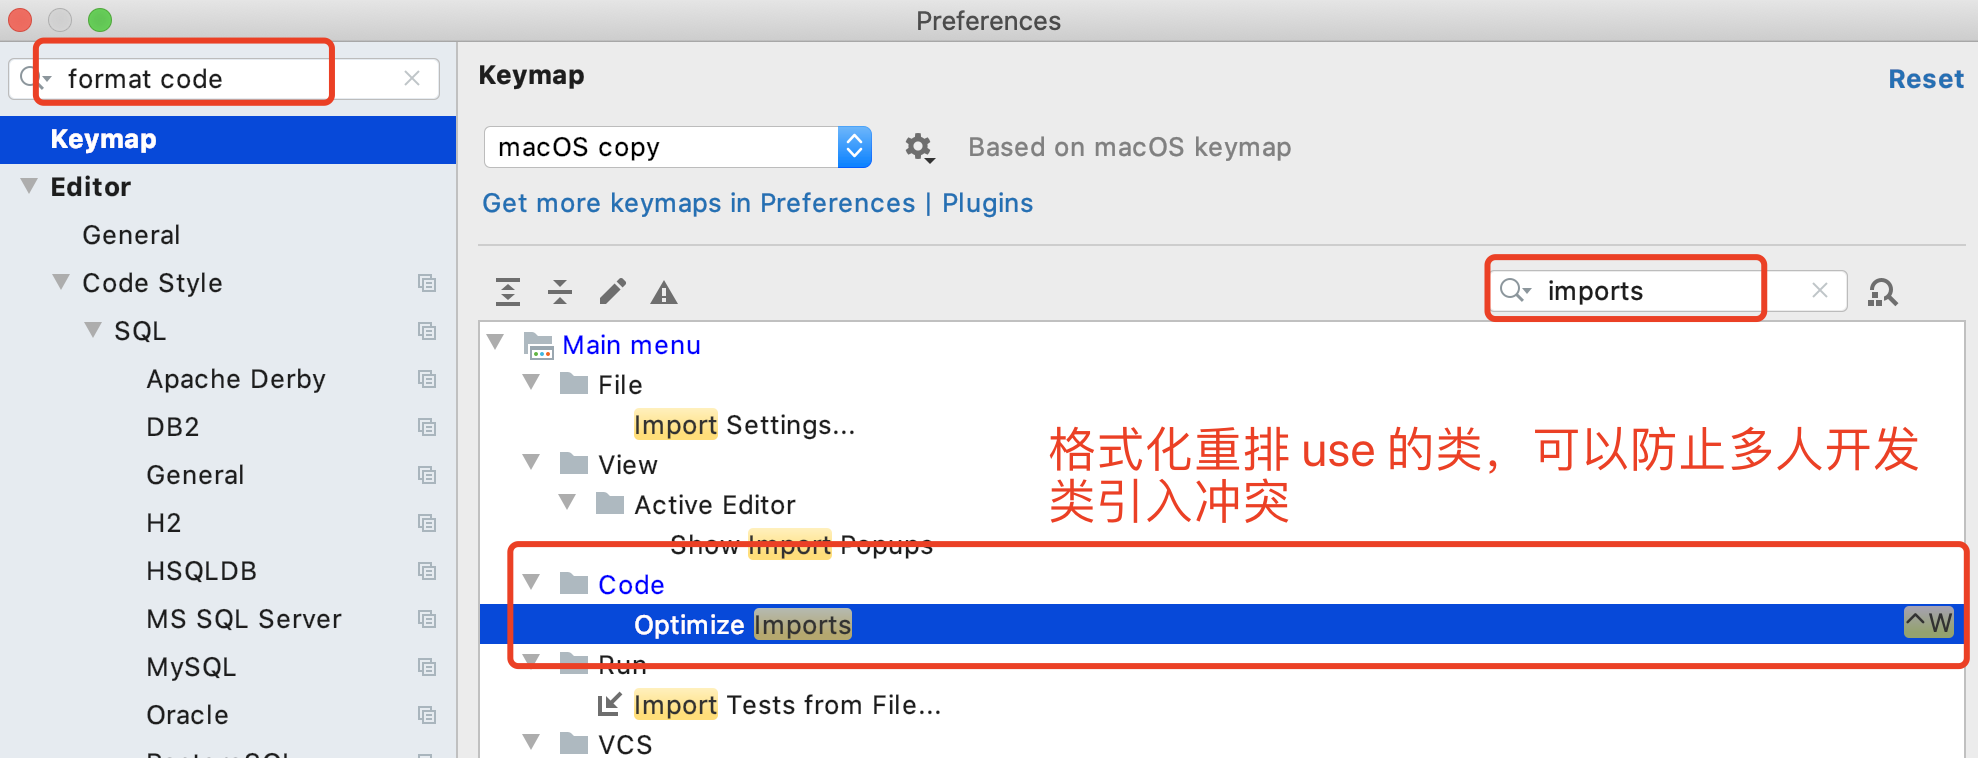 Preferences
format code
Keymap
Editor
General
Code Style
SQL
Apache Derby
DB2
General
H2
HSQLDB
MS SQL Server
MySQL
Oracle
PostgreSQL
Keymap
Reset
macOS copy
Based on macOS keymap
Get more keymaps in Preferences | Plugins
imports
Main menu
File
Import Settings...
View
Active Editor
Show Import Popups
Code
Optimize Imports ^W
Run
Import Tests from File...
VCS
格式化重排 use 的类，可以防止多人开发
类引入冲突